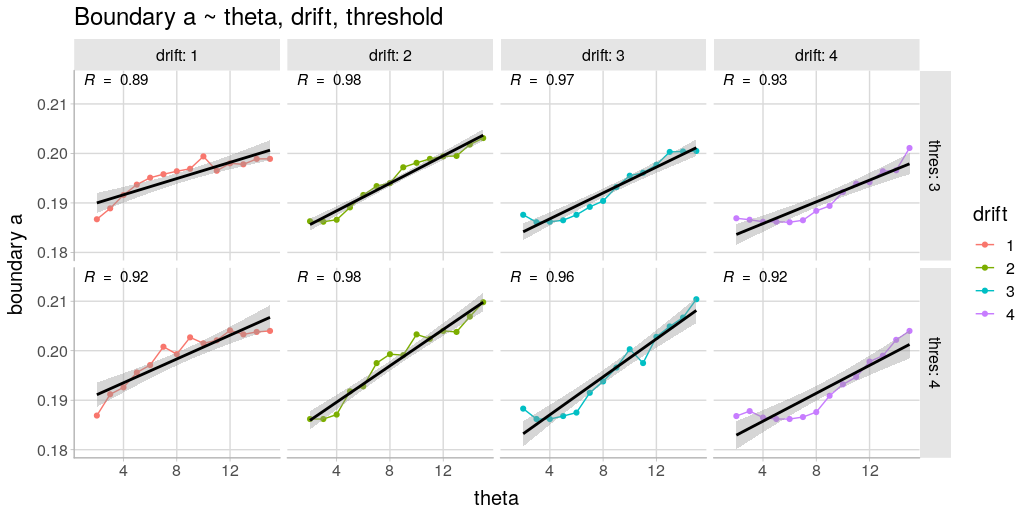 Boundary a ~ theta, drift, threshold
drift: 1
drift: 2
drift: 3
drift: 4
R = 0.89
R = 0.98
R = 0.97
R = 0.93
0.21
0.20
0.19
0.18
thres: 3
R = 0.92
R = 0.98
R = 0.96
R = 0.92
0.21
0.20
0.19
0.18
thres: 4
boundary a
4 8 12
4 8 12
4 8 12
4 8 12
theta
drift
1
2
3
4